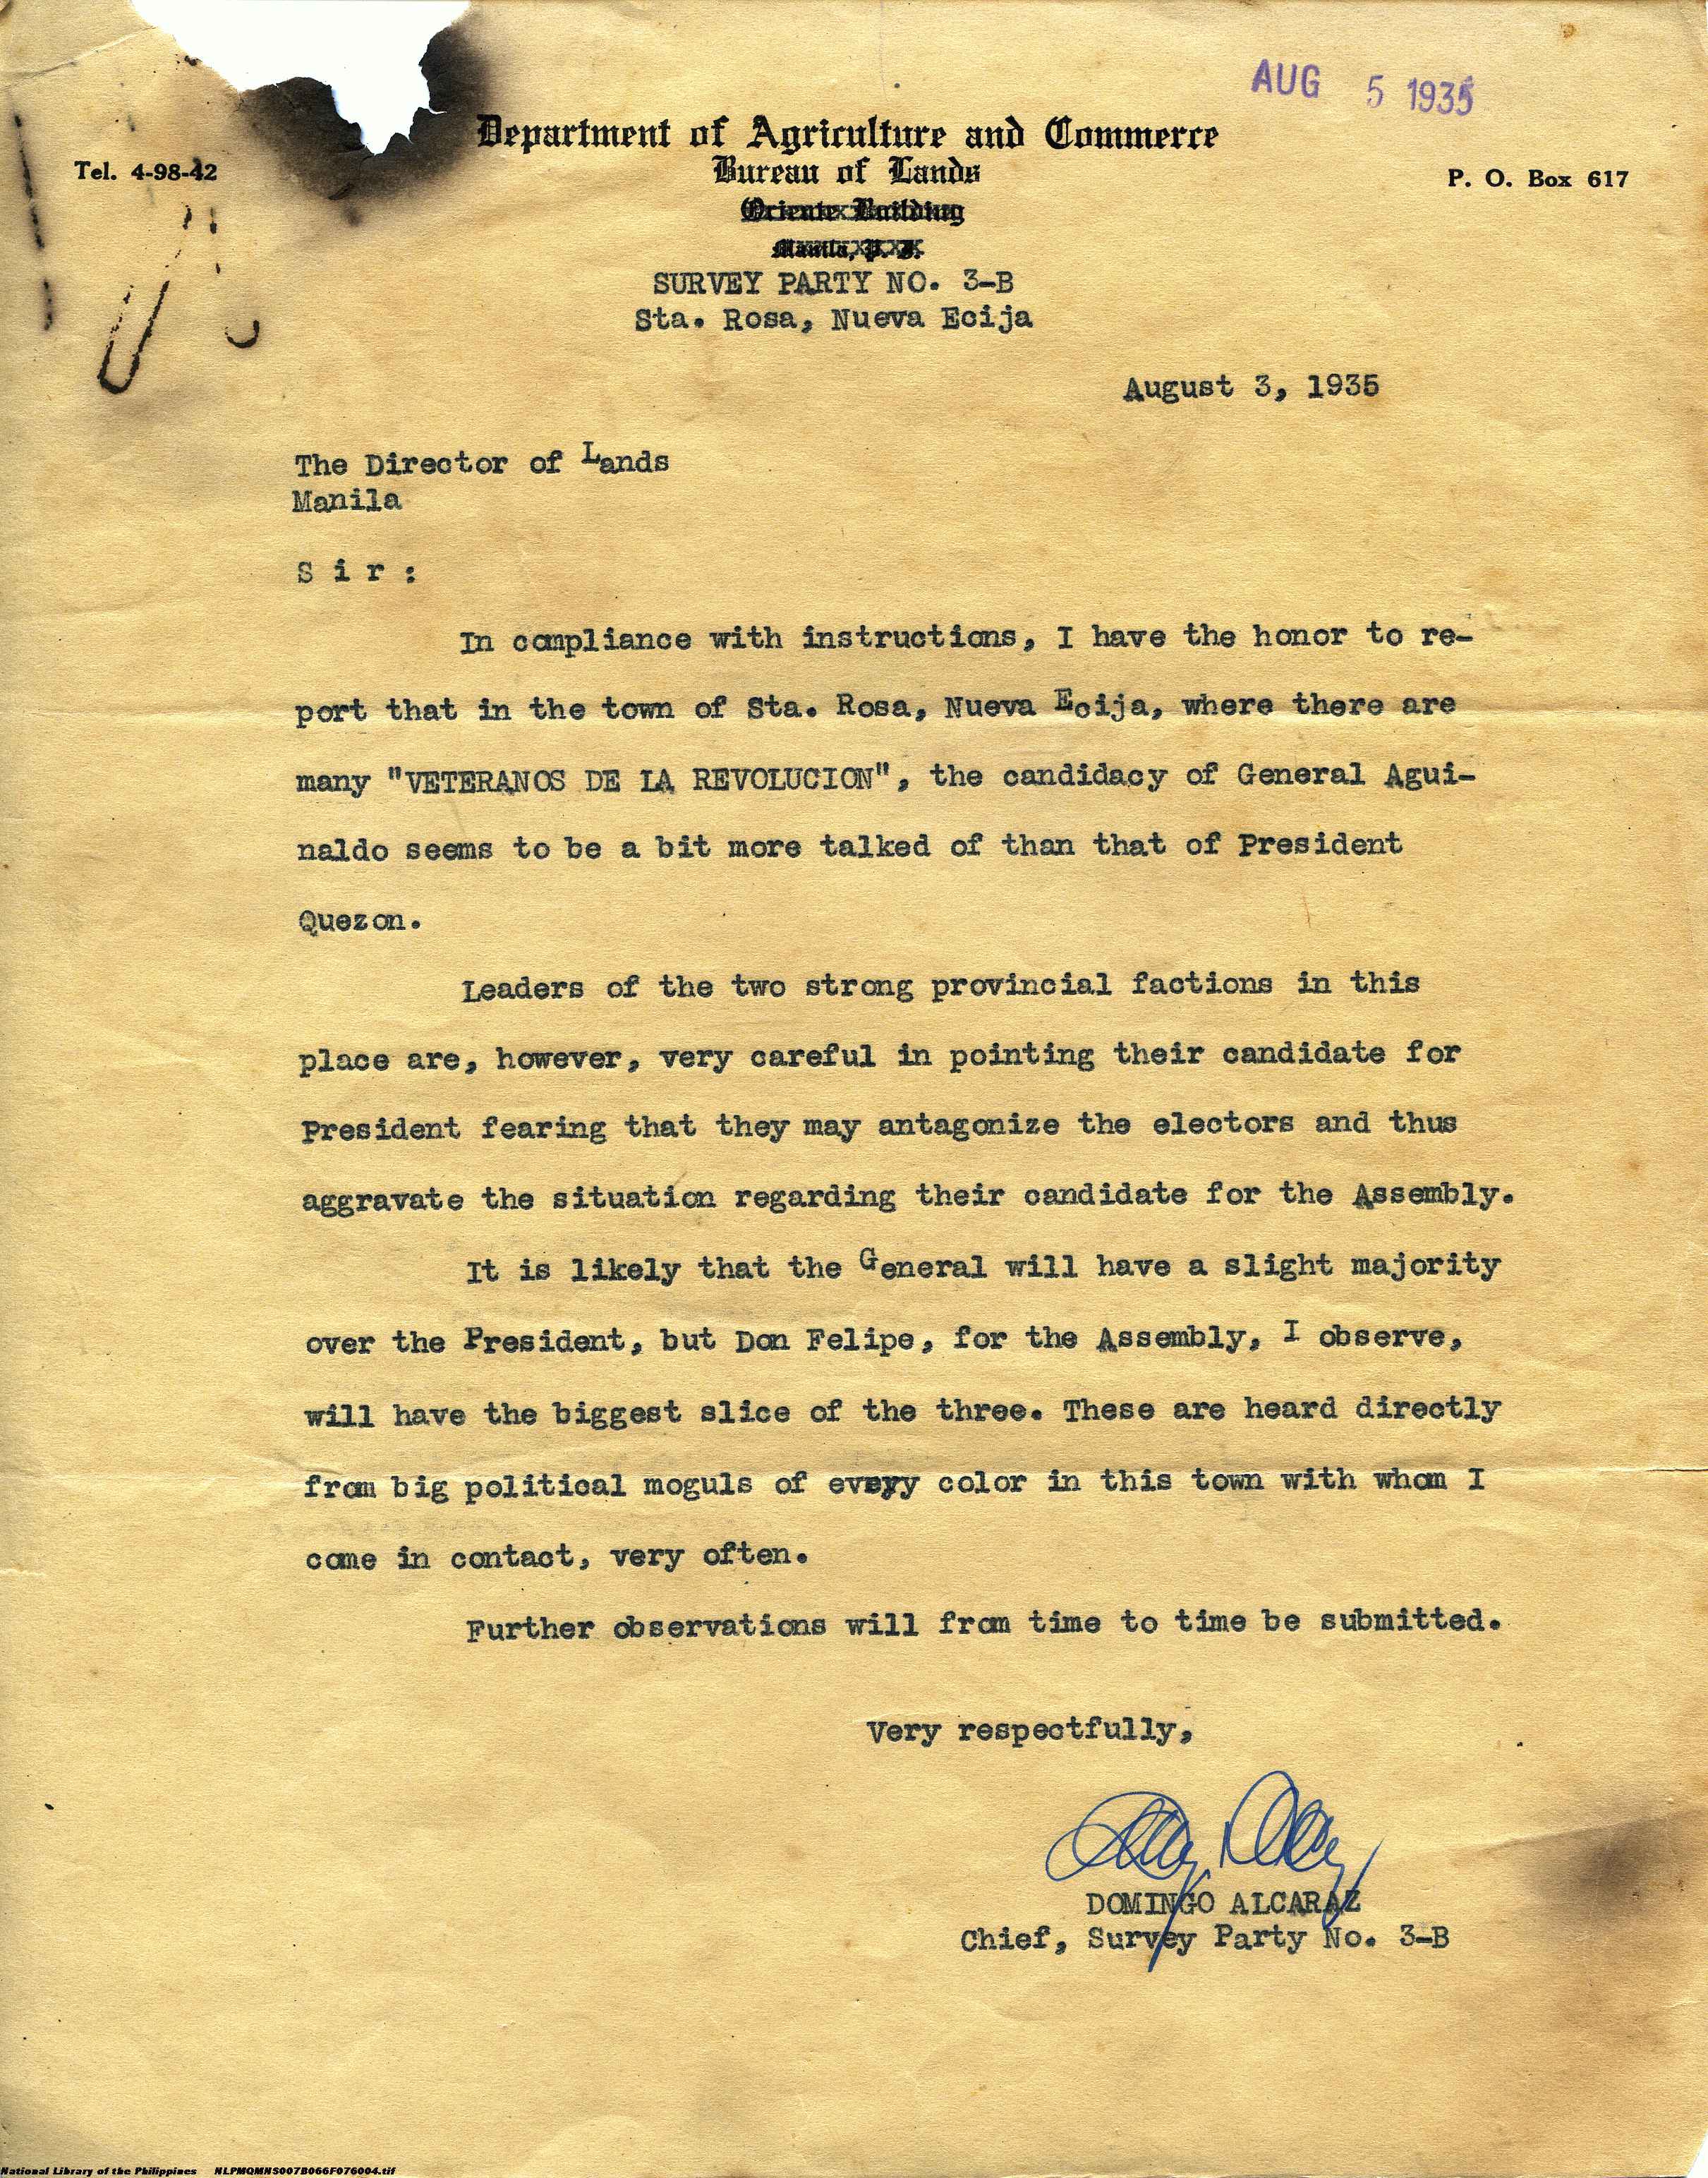 AUG 5 1935
Department of Agriculture and Commerce
Bureau of Lands
Tel. 4-98-42
P. O. Box 617
Oriente Building
Manila, P. I.
SURVEY PARTY NO. 3-B
Sta. Rosa, Nueva Ecija
August 3, 1935
The Director of Lands
Manila
S i r :
In compliance with instructions, I have the honor to re-
port that in the town of Sta. Rosa, Nueva Ecija, where there are
many "VETERANOS DE LA REVOLUCION", the candidacy of General Agui-
naldo seems to be a bit more talked of than that of President
Quezon.
Leaders of the two strong provincial factions in this
place are, however, very careful in pointing their candidate for
President fearing that they may antagonize the electors and thus
aggravate the situation regarding their candidate for the Assembly.
It is likely that the General will have a slight majority
over the President, but Don Felipe, for the Assembly, I observe,
will have the biggest slice of the three. These are heard directly
from big political moguls of every color in this town with whom I
come in contact, very often.
Further observations will from time to time be submitted.
Very respectfully,
DOMINGO ALCARAZ
Chief, Survey Party No. 3-B
National Library of the Philippines NLPMQMNS007B066F076004.tif